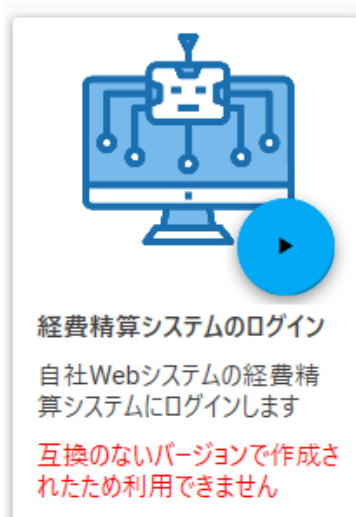 経費精算システムのログイン
自社Webシステムの経費精
算システムにログインします
互換のないバージョンで作成さ
れたため利用できません